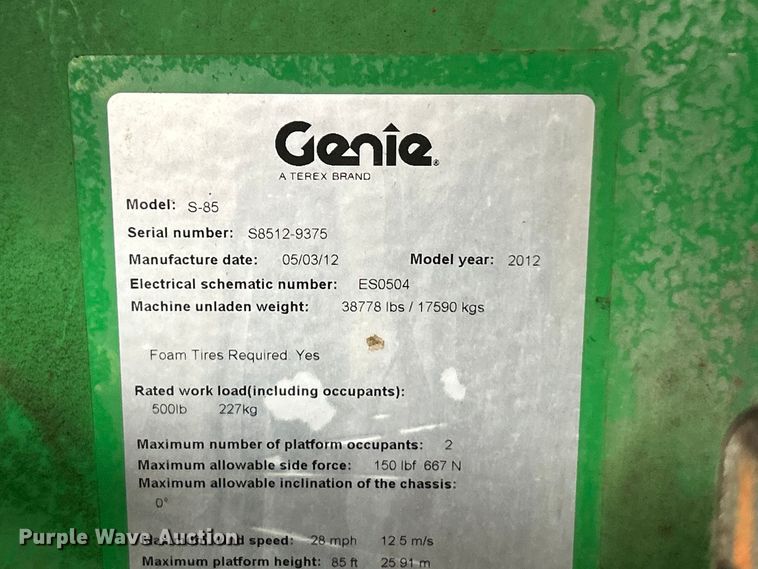 Genie®
A TEREX BRAND
Model: S-85
Serial number: S8512-9375
Manufacture date: 05/03/12 Model year: 2012
Electrical schematic number: ES0504
Machine unladen weight: 38778 lbs / 17590 kgs
Foam Tires Required Yes
Rated work load(including occupants):
500lb 227kg
Maximum number of platform occupants: 2
Maximum allowable side force: 150 lbf 667 N
Maximum allowable inclination of the chassis:
0°
speed: 28 mph 12.5 m/s
Maximum platform height: 85 ft 25.91 m
Purple Wave Auction